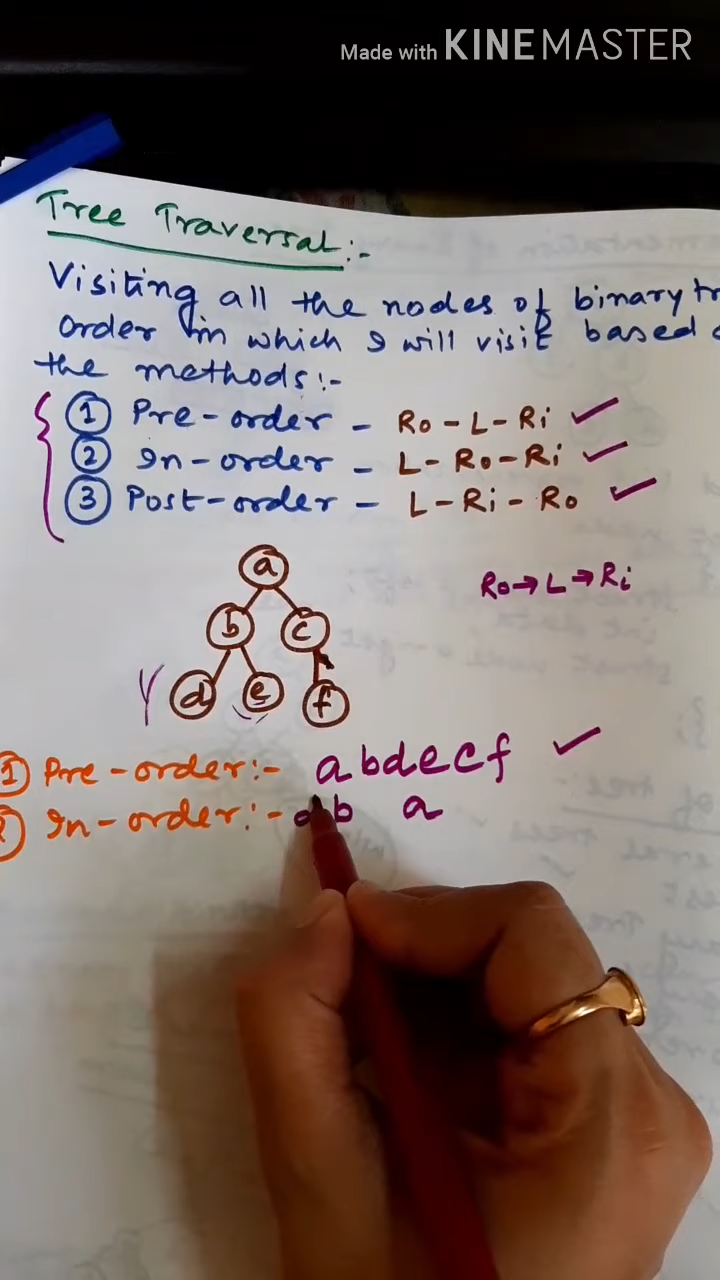 Made with KINEMASTER
Tree Traversal:-
Visiting all the nodes of binary tr
order in which I will visit based
the methods:-
1 Pre-order - Ro-L-Ri
2 In-order - L-Ro-Ri
3 Post-order - L-Ri-Ro
a
Ro→L→Ri
b c
d e f
1 Pre-order:- abdecf
In-order:- db a